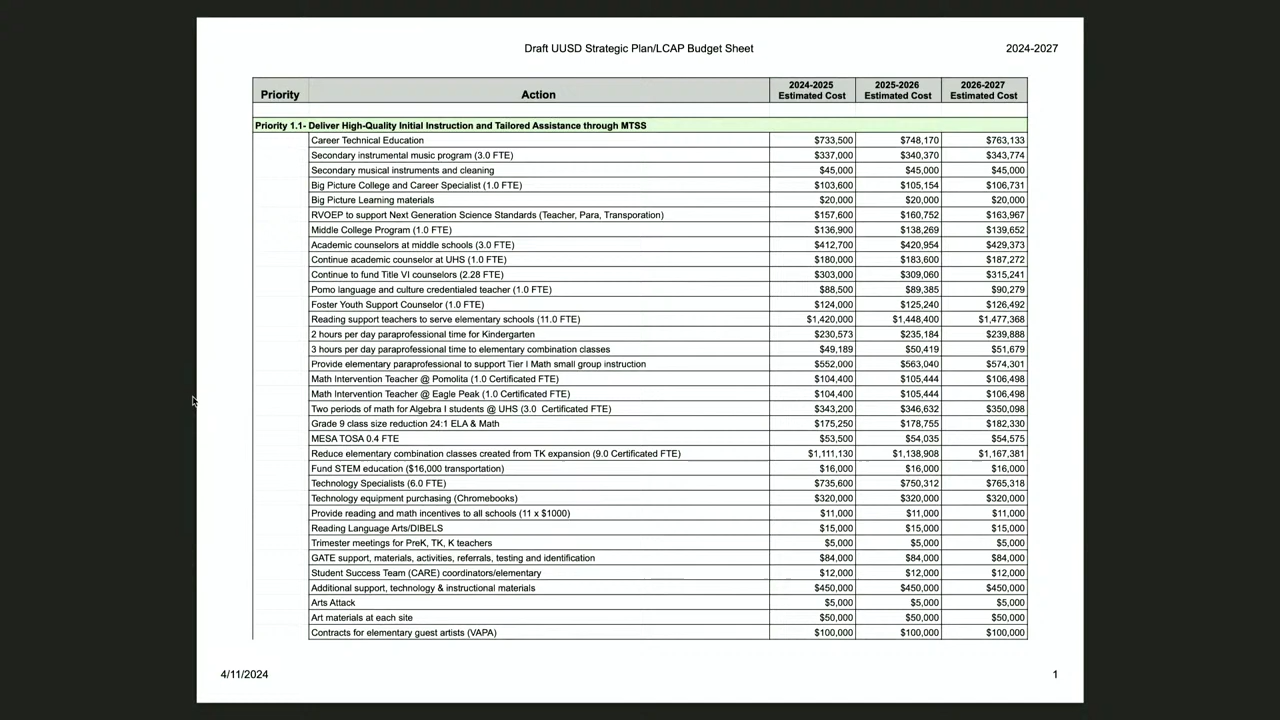 Draft UUSD Strategic Plan/LCAP Budget Sheet 2024-2027
Priority Action 2024-2025 Estimated Cost 2025-2026 Estimated Cost 2026-2027 Estimated Cost
Priority 1.1- Deliver High-Quality Initial Instruction and Tailored Assistance through MTSS
Career Technical Education $733,500 $748,170 $763,133
Secondary instrumental music program (3.0 FTE) $337,000 $340,370 $343,774
Secondary musical instruments and cleaning $45,000 $45,000 $45,000
Big Picture College and Career Specialist (1.0 FTE) $103,600 $105,154 $106,731
Big Picture Learning materials $20,000 $20,000 $20,000
RVOEP to support Next Generation Science Standards (Teacher, Para, Transporation) $157,600 $160,752 $163,967
Middle College Program (1.0 FTE) $136,900 $138,269 $139,652
Academic counselors at middle schools (3.0 FTE) $412,700 $420,954 $429,373
Continue academic counselor at UHS (1.0 FTE) $180,000 $183,600 $187,272
Continue to fund Title VI counselors (2.28 FTE) $303,000 $309,060 $315,241
Pomo language and culture credentialed teacher (1.0 FTE) $88,500 $89,385 $90,279
Foster Youth Support Counselor (1.0 FTE) $124,000 $125,240 $126,492
Reading support teachers to serve elementary schools (11.0 FTE) $1,420,000 $1,448,400 $1,477,368
2 hours per day paraprofessional time for Kindergarten $230,573 $235,184 $239,888
3 hours per day paraprofessional time to elementary combination classes $49,189 $50,419 $51,679
Provide elementary paraprofessional to support Tier I Math small group instruction $552,000 $563,040 $574,301
Math Intervention Teacher @ Pomolita (1.0 Certificated FTE) $104,400 $105,444 $106,498
Math Intervention Teacher @ Eagle Peak (1.0 Certificated FTE) $104,400 $105,444 $106,498
Two periods of math for Algebra I students @ UHS (3.0 Certificated FTE) $343,200 $346,632 $350,098
Grade 9 class size reduction 24:1 ELA & Math $175,250 $178,755 $182,330
MESA TOSA 0.4 FTE $53,500 $54,035 $54,575
Reduce elementary combination classes created from TK expansion (9.0 Certificated FTE) $1,111,130 $1,138,908 $1,167,381
Fund STEM education ($16,000 transportation) $16,000 $16,000 $16,000
Technology Specialists (6.0 FTE) $735,600 $750,312 $765,318
Technology equipment purchasing (Chromebooks) $320,000 $320,000 $320,000
Provide reading and math incentives to all schools (11 x $1000) $11,000 $11,000 $11,000
Reading Language Arts/DIBELS $15,000 $15,000 $15,000
Trimester meetings for PreK, TK, K teachers $5,000 $5,000 $5,000
GATE support, materials, activities, referrals, testing and identification $84,000 $84,000 $84,000
Student Success Team (CARE) coordinators/elementary $12,000 $12,000 $12,000
Additional support, technology & instructional materials $450,000 $450,000 $450,000
Arts Attack $5,000 $5,000 $5,000
Art materials at each site $50,000 $50,000 $50,000
Contracts for elementary guest artists (VAPA) $100,000 $100,000 $100,000
4/11/2024 1